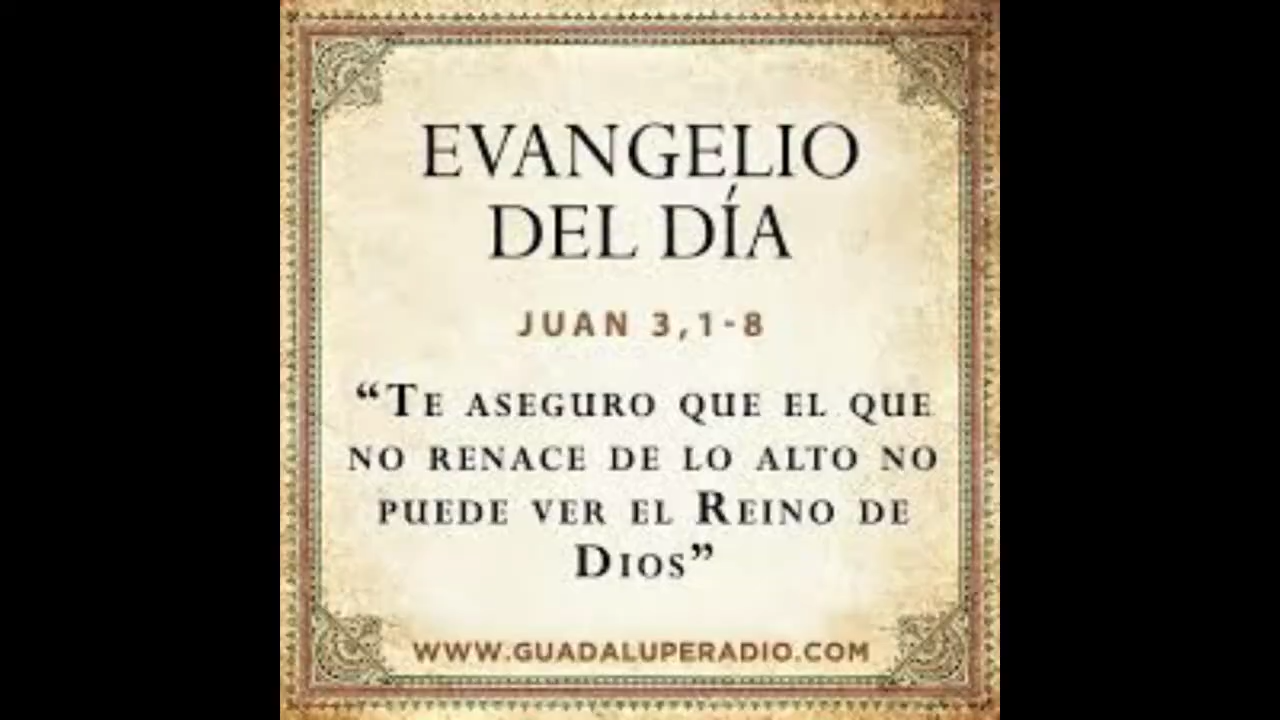 EVANGELIO
DEL DÍA
JUAN 3,1-8
“TE ASEGURO QUE EL QUE
NO RENACE DE LO ALTO NO
PUEDE VER EL REINO DE
DIOS”
WWW.GUADALUPERADIO.COM